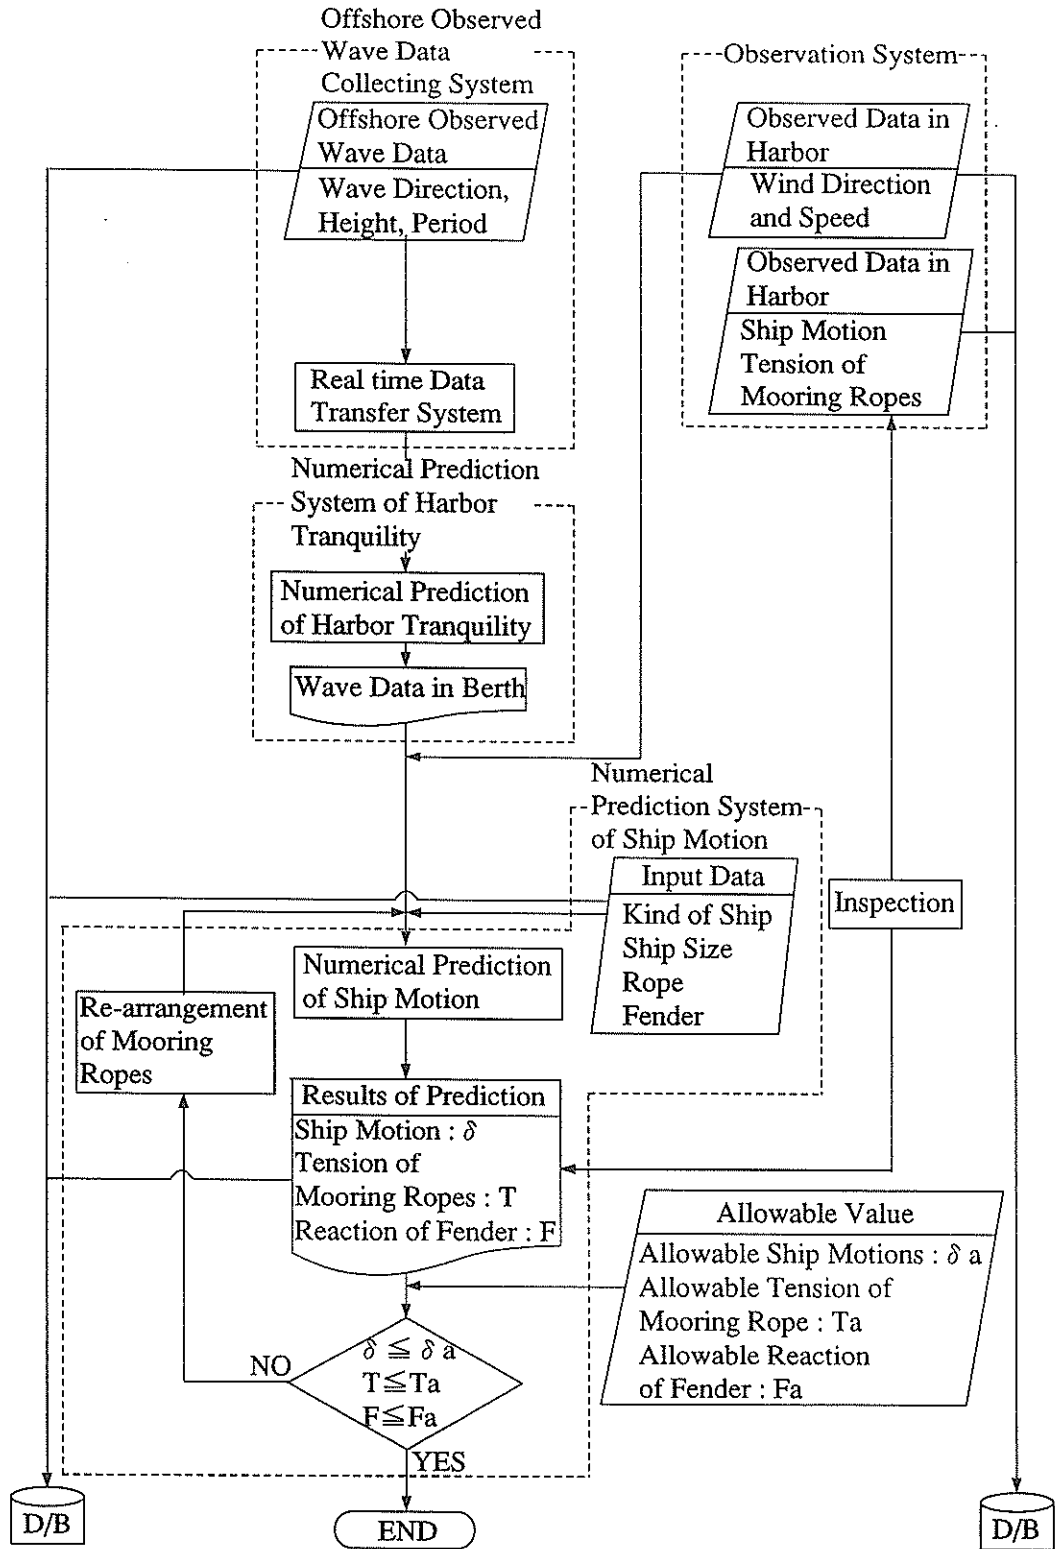 Offshore Observed
Wave Data
Collecting System
Offshore Observed
Wave Data
Wave Direction,
Height, Period
Real time Data
Transfer System
Observation System
Observed Data in
Harbor
Wind Direction
and Speed
Observed Data in
Harbor
Ship Motion
Tension of
Mooring Ropes
Numerical Prediction
System of Harbor
Tranquility
Numerical Prediction
of Harbor Tranquility
Wave Data in Berth
Numerical
Prediction System
of Ship Motion
Input Data
Kind of Ship
Ship Size
Rope
Fender
Inspection
Numerical Prediction
of Ship Motion
Re-arrangement
of Mooring
Ropes
Results of Prediction
Ship Motion : δ
Tension of
Mooring Ropes : T
Reaction of Fender : F
Allowable Value
Allowable Ship Motions : δ a
Allowable Tension of
Mooring Rope : Ta
Allowable Reaction
of Fender : Fa
NO
δ ≦ δ a
T≦Ta
F≦Fa
YES
D/B
END
D/B